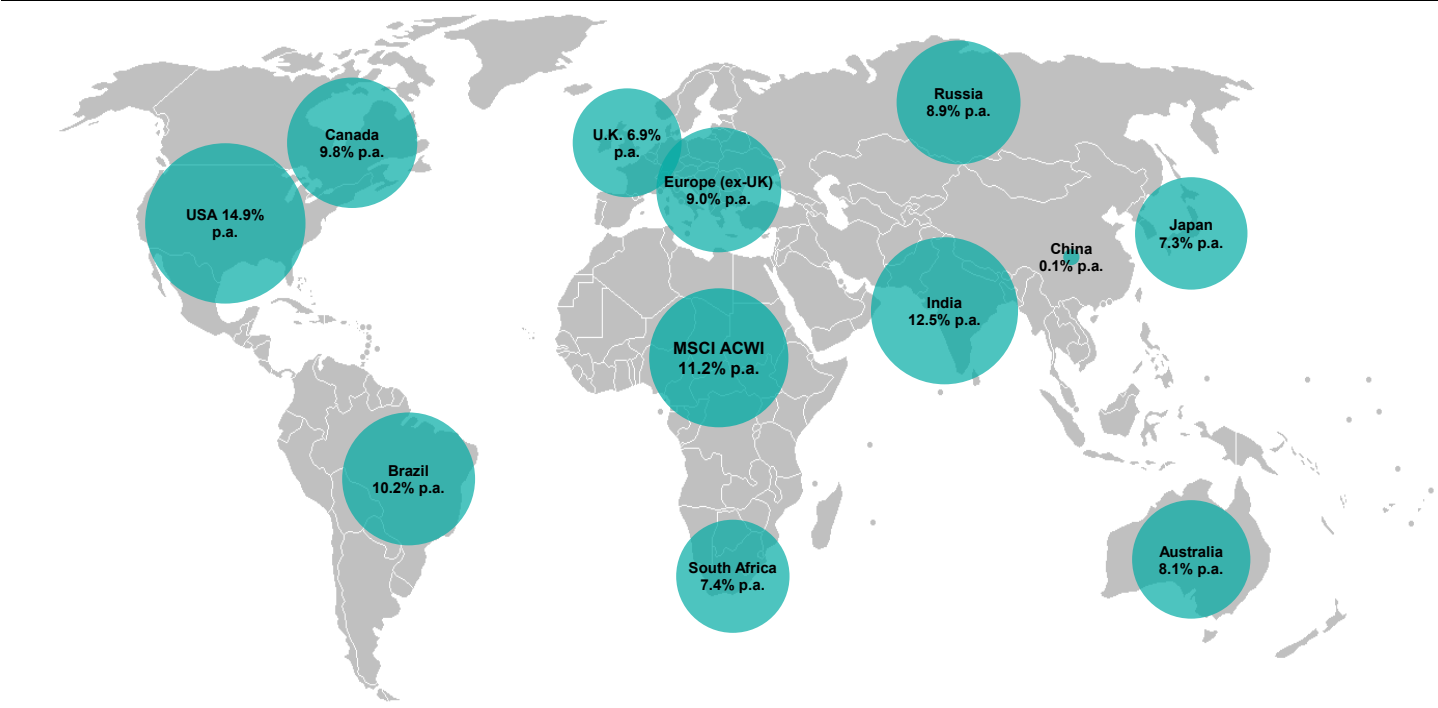 Russia
8.9% p.a.
Canada
9.8% p.a.
U.K. 6.9%
p.a.
Europe (ex-UK)
9.0% p.a.
USA 14.9%
p.a.
Japan
7.3% p.a.
China
0.1% p.a.
India
12.5% p.a.
MSCI ACWI
11.2% p.a.
Brazil
10.2% p.a.
South Africa
7.4% p.a.
Australia
8.1% p.a.